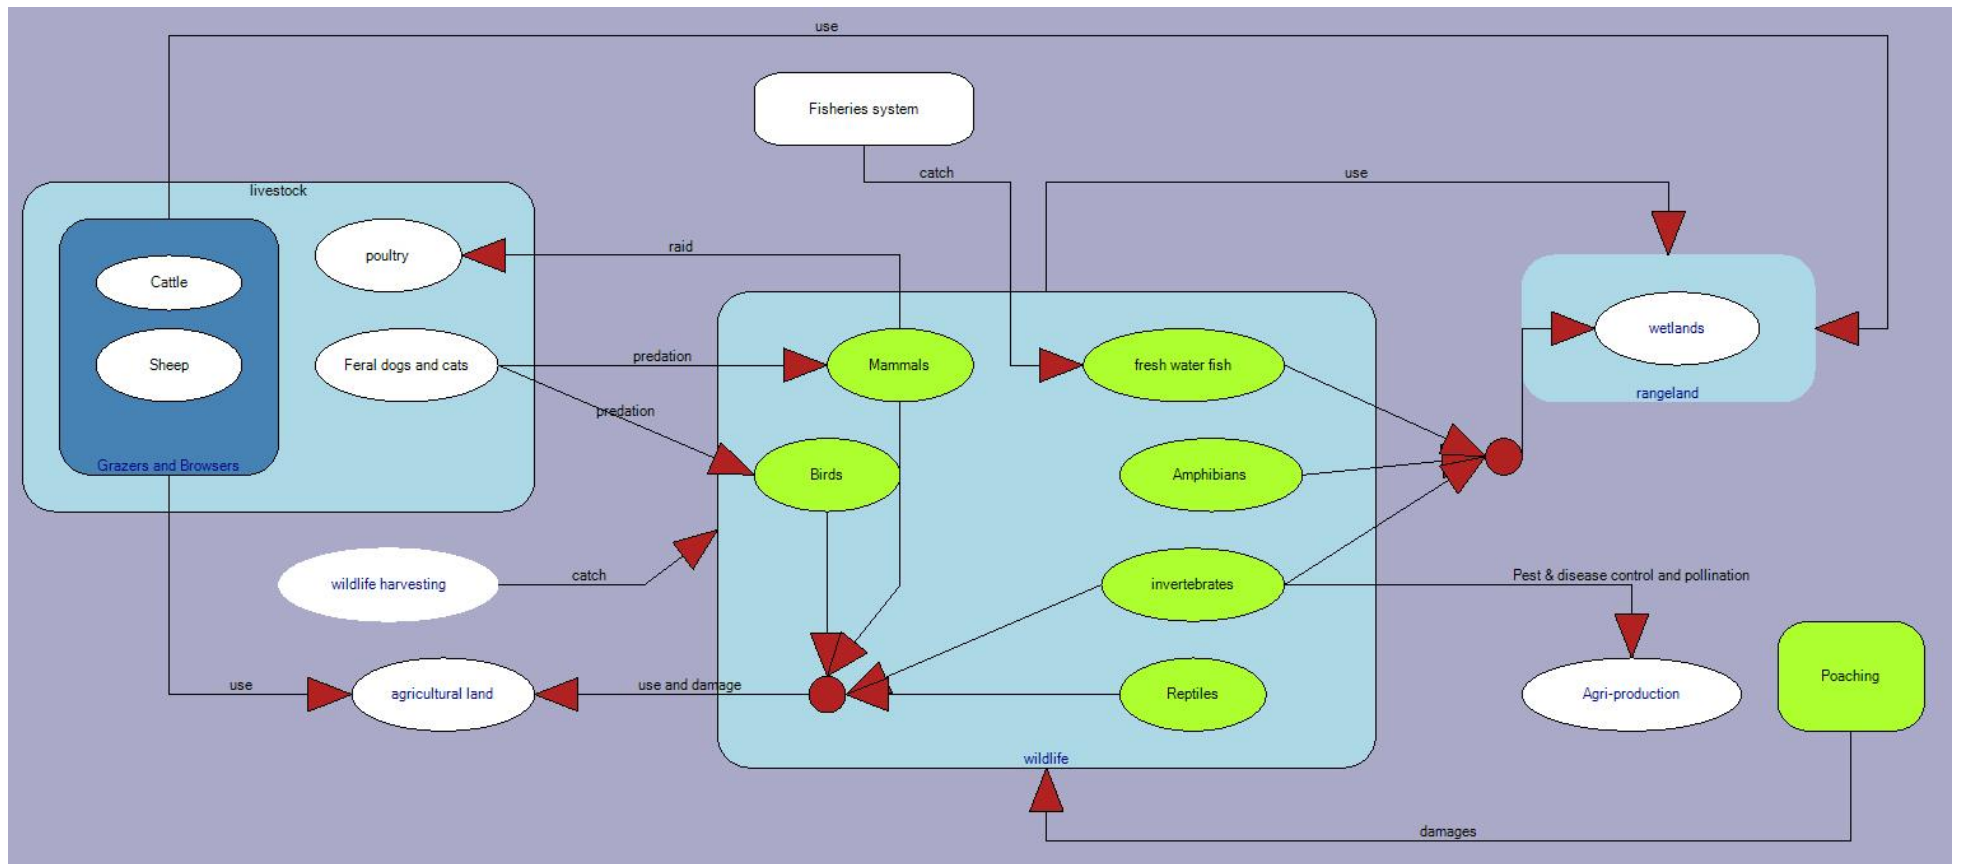 use
Fisheries system
catch
use
livestock
raid
poultry
Cattle
Sheep
Feral dogs and cats
predation
Mammals
fresh water fish
wetlands
rangeland
predation
Grazers and Browsers
Birds
Amphibians
wildlife harvesting
catch
invertebrates
Pest & disease control and pollination
use
agricultural land
use and damage
Reptiles
Agri-production
Poaching
wildlife
damages